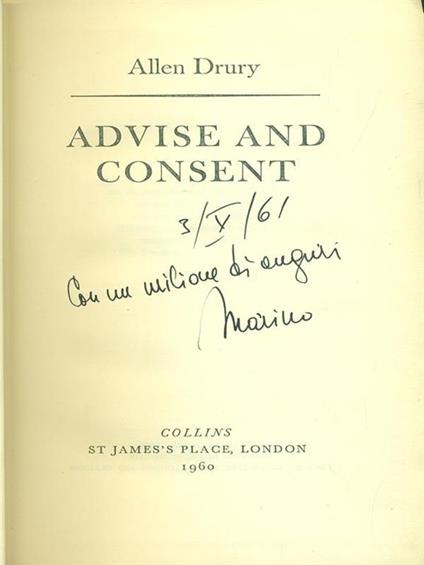 Allen Drury
ADVISE AND
CONSENT
3/X/61
Con un milione di auguri
Marino
COLLINS
ST JAMES'S PLACE, LONDON
1960